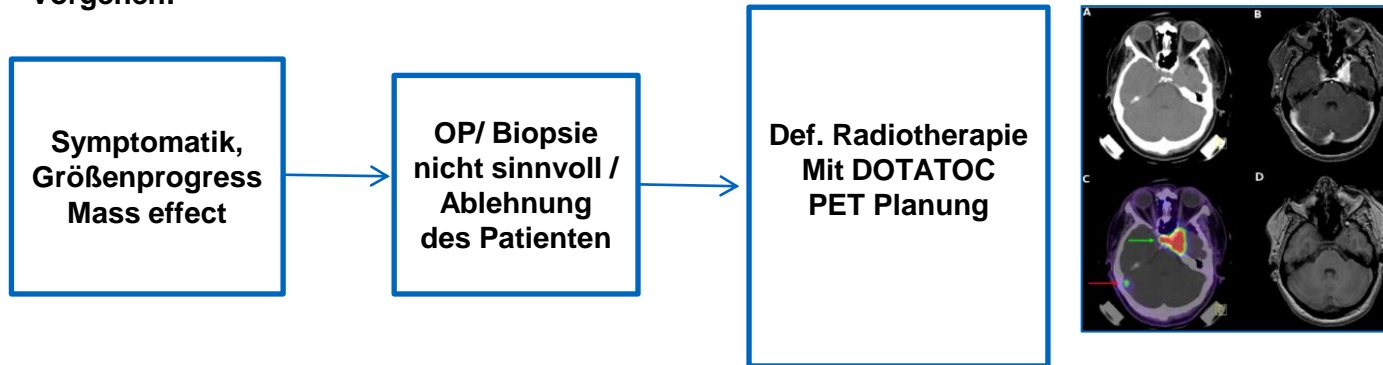 Symptomatik,
Größenprogress
Mass effect
OP/ Biopsie
nicht sinnvoll /
Ablehnung
des Patienten
Def. Radiotherapie
Mit DOTATOC
PET Planung
A
B
C
D